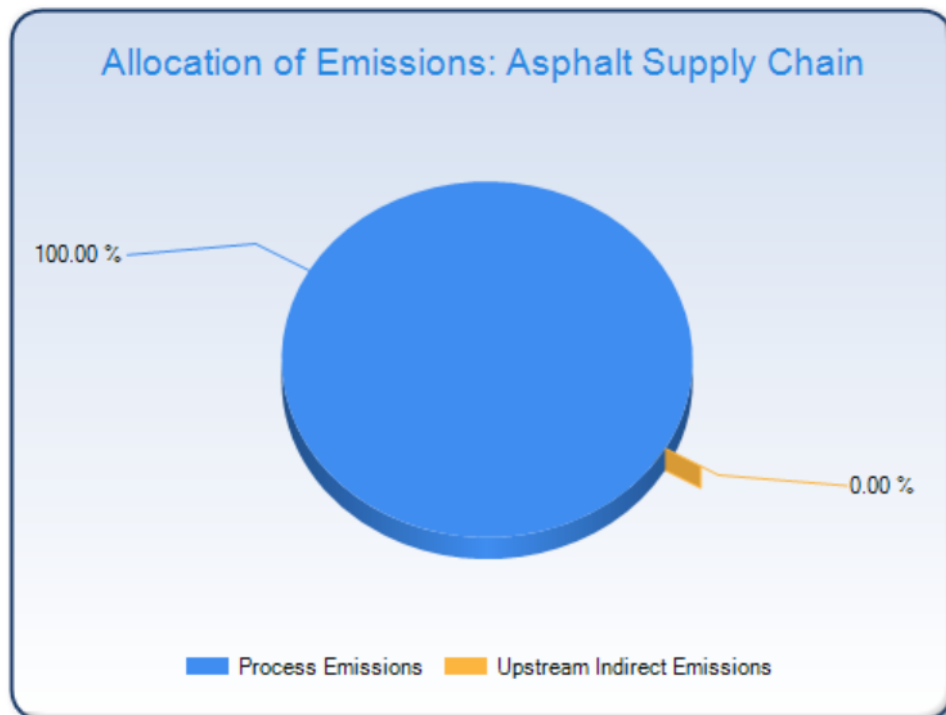 Allocation of Emissions: Asphalt Supply Chain
100.00 %
0.00 %
Process Emissions
Upstream Indirect Emissions